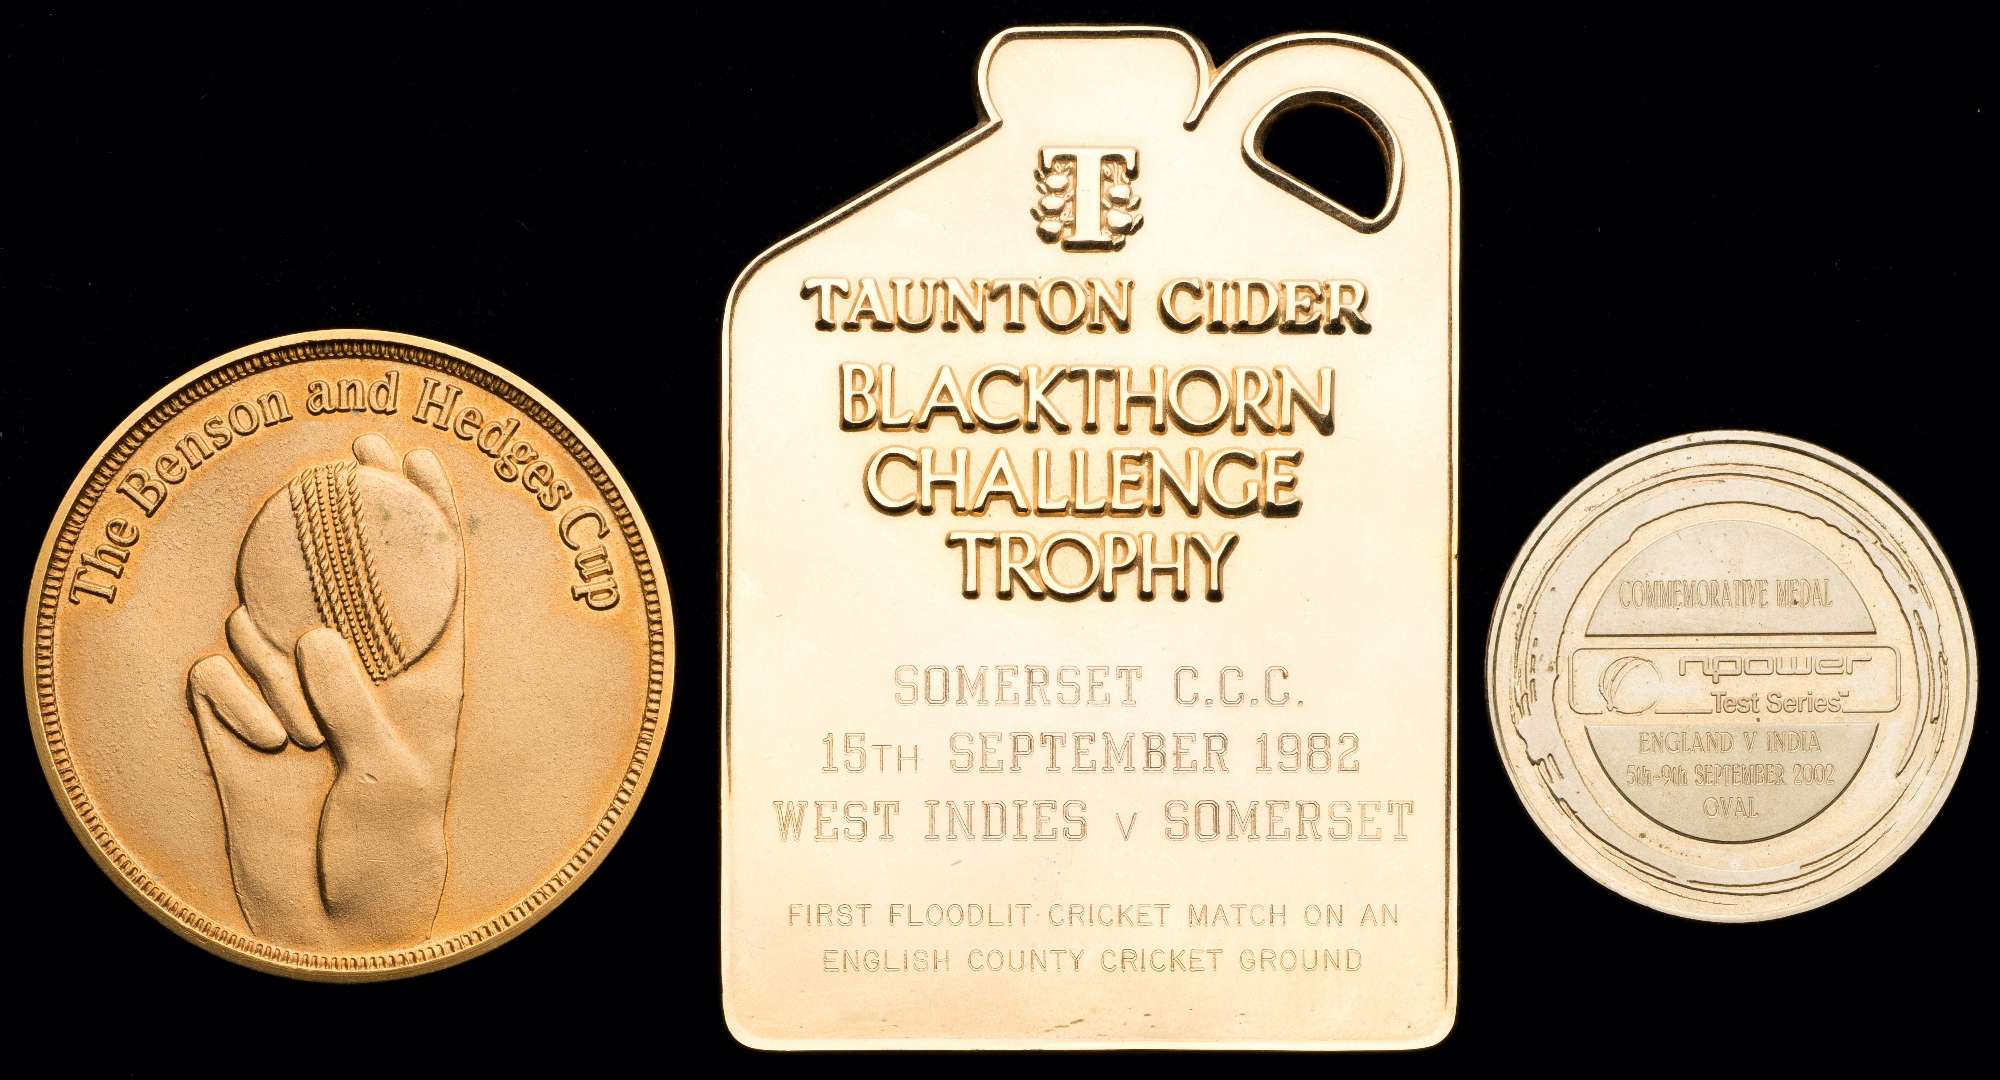 The Benson and Hedges Cup
T
TAUNTON CIDER
BLACKTHORN
CHALLENGE
TROPHY
SOMERSET C.C.C.
15TH SEPTEMBER 1982
WEST INDIES v SOMERSET
FIRST FLOODLIT CRICKET MATCH ON AN
ENGLISH COUNTY CRICKET GROUND
COMMEMORATIVE MEDAL
npower
Test Series
ENGLAND V INDIA
5th-9th SEPTEMBER 2002
OVAL